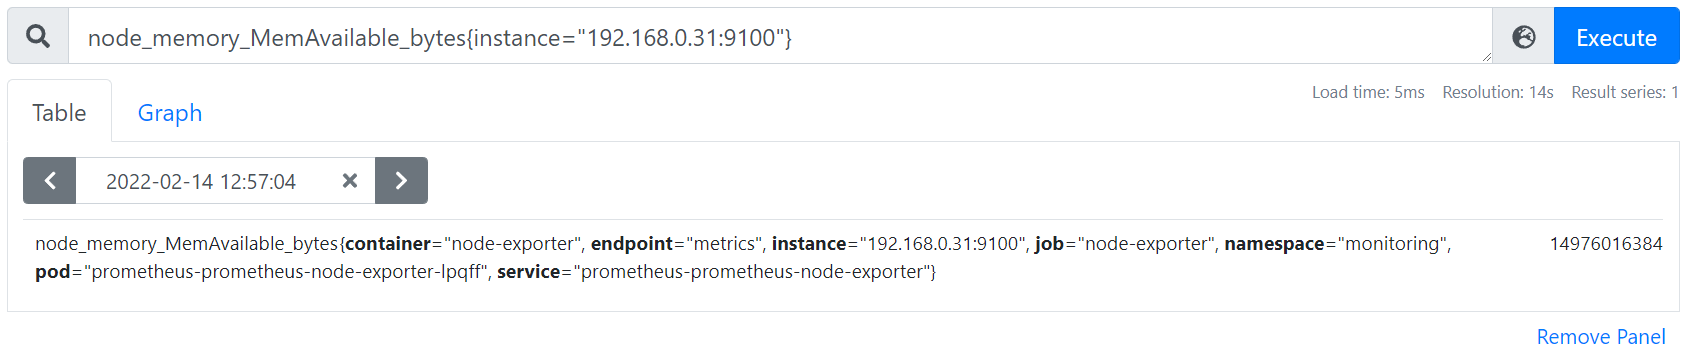 node_memory_MemAvailable_bytes{instance="192.168.0.31:9100"}
Execute
Load time: 5ms Resolution: 14s Result series: 1
Table
Graph
2022-02-14 12:57:04
node_memory_MemAvailable_bytes{container="node-exporter", endpoint="metrics", instance="192.168.0.31:9100", job="node-exporter", namespace="monitoring",
pod="prometheus-prometheus-node-exporter-lpqff", service="prometheus-prometheus-node-exporter"}
14976016384
Remove Panel